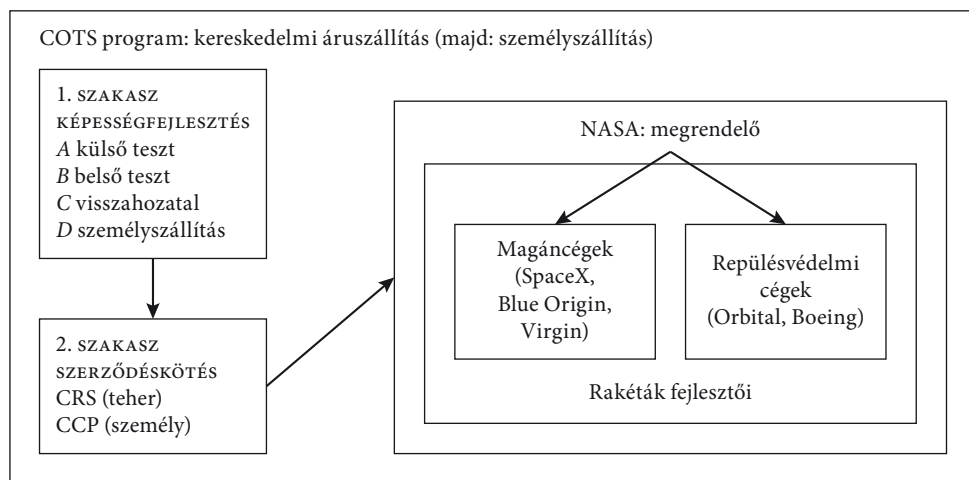 COTS program: kereskedelmi áruszállítás (majd: személyszállítás)
1. SZAKASZ
KÉPESSÉGFEJLESZTÉS
A külső teszt
B belső teszt
C visszahozatal
D személyszállítás
2. SZAKASZ
SZERZŐDÉSKÖTÉS
CRS (teher)
CCP (személy)
NASA: megrendelő
Magáncégek
(SpaceX,
Blue Origin,
Virgin)
Repülésvédelmi
cégek
(Orbital, Boeing)
Rakéták fejlesztői